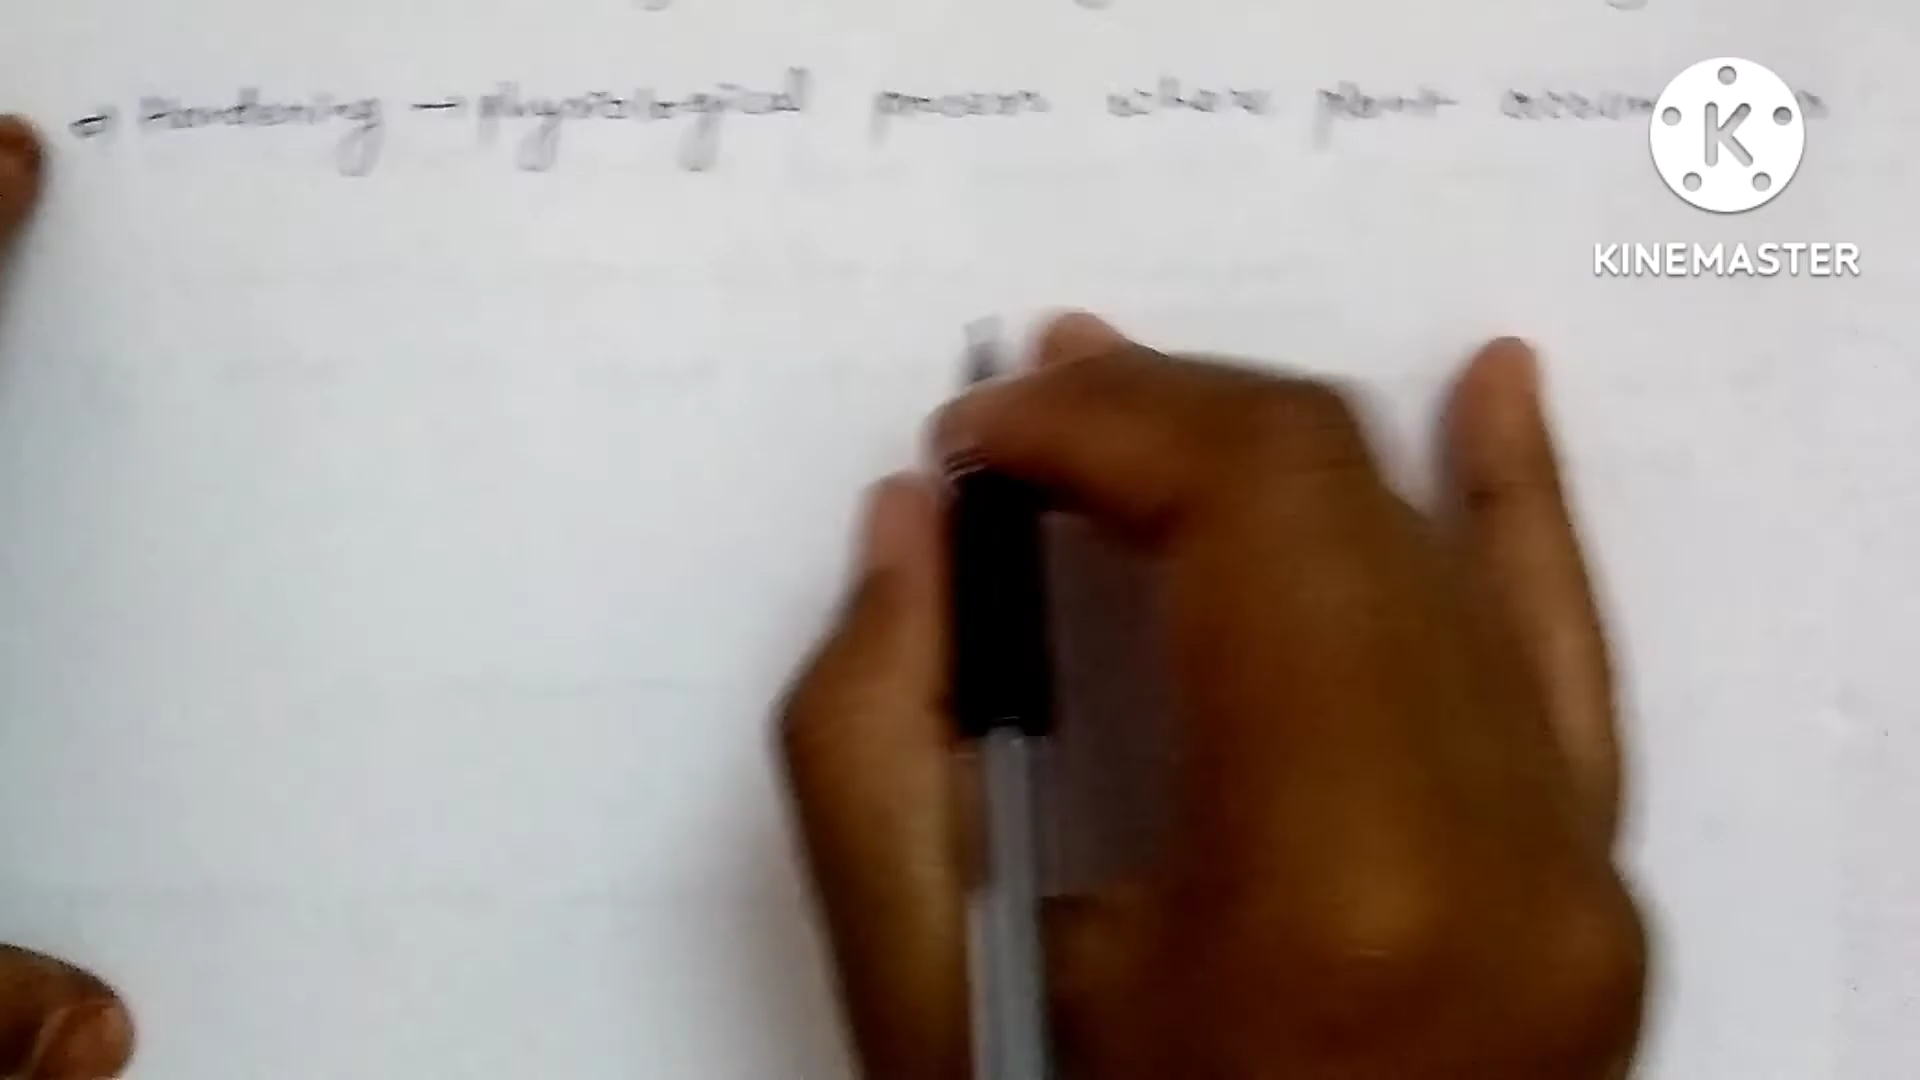 Hardening → physiological process where plant
K
KINEMASTER